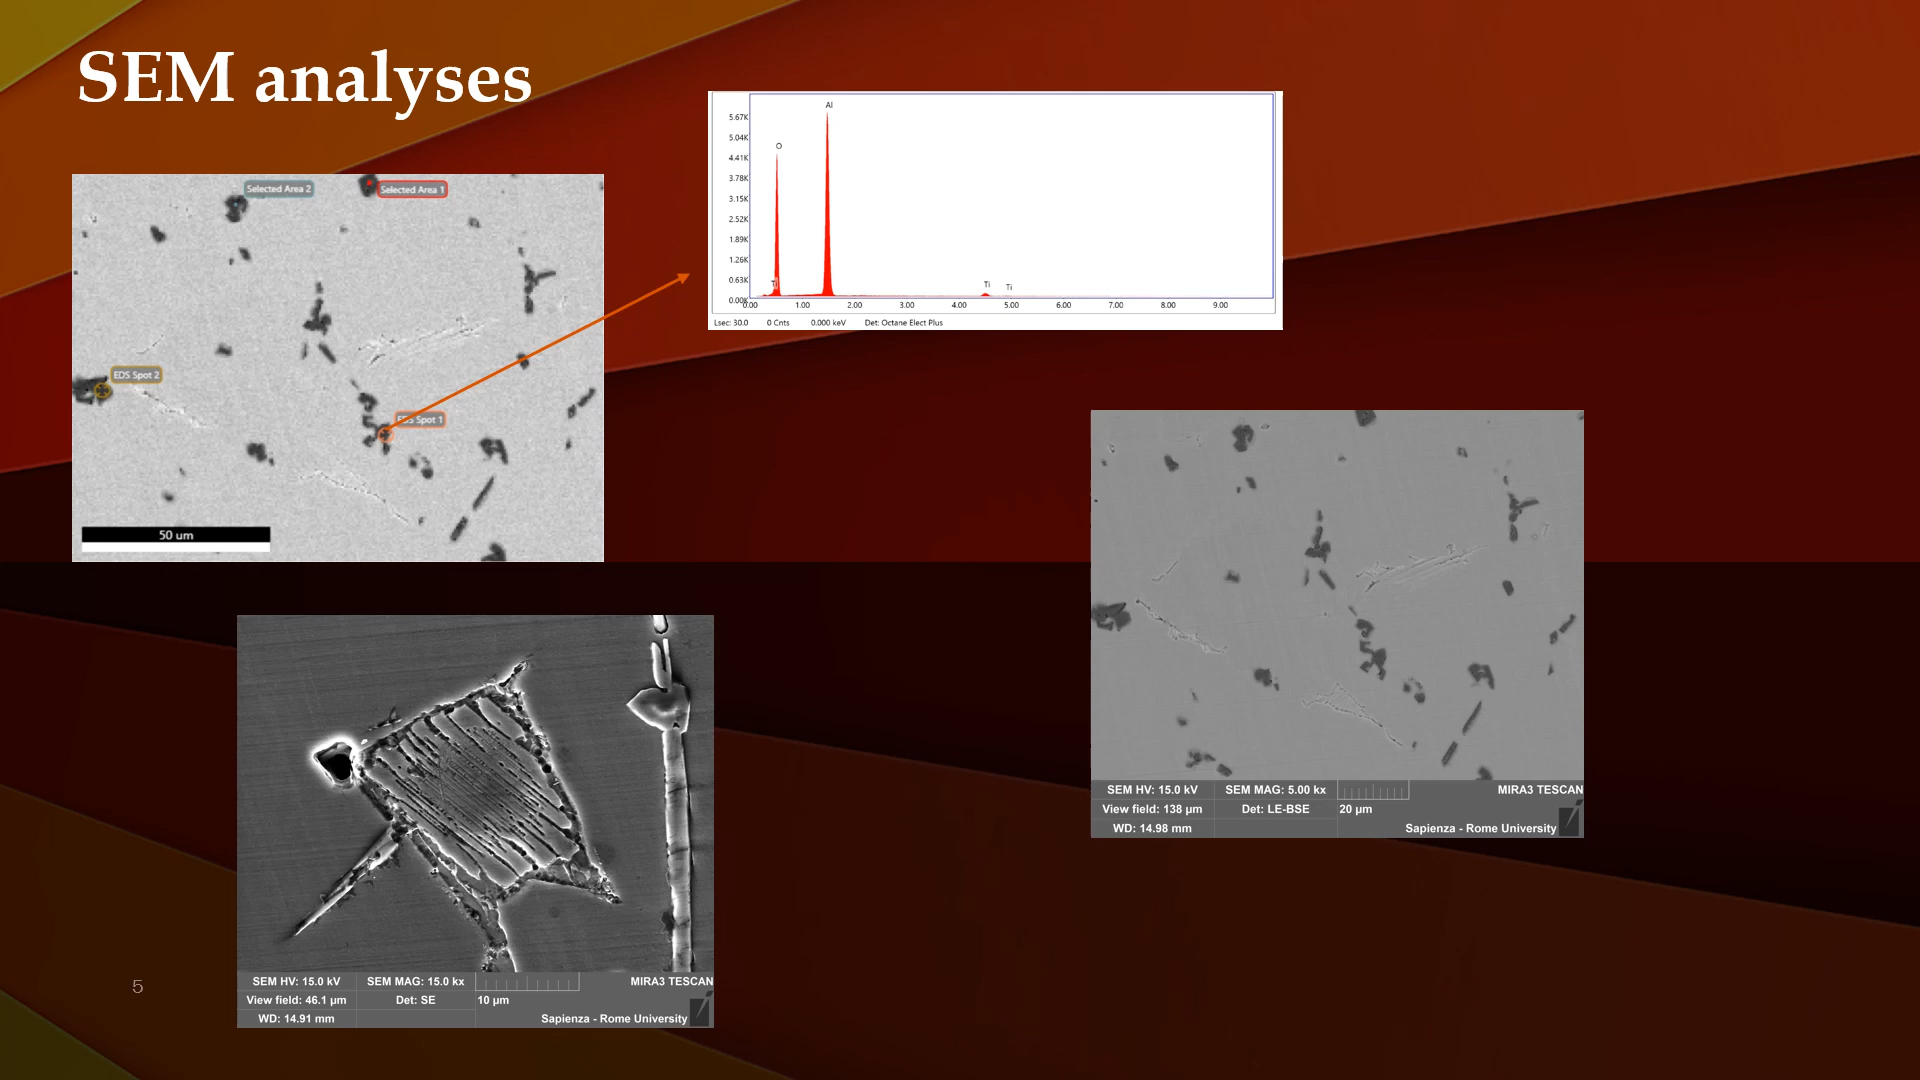 SEM analyses
Selected Area 2
Selected Area 1
EDS Spot 2
EDS Spot 1
50 um
Al
O
Ti
Ti
5.67K
5.04K
4.41K
3.78K
3.15K
2.52K
1.89K
1.26K
0.63K
0.00K
0.00 1.00 2.00 3.00 4.00 5.00 6.00 7.00 8.00 9.00
Lsec: 30.0 0 Cnts 0.000 keV Det: Octane Elect Plus
SEM HV: 15.0 kV SEM MAG: 5.00 kx MIRA3 TESCAN
View field: 138 µm Det: LE-BSE 20 µm
WD: 14.98 mm Sapienza - Rome University
SEM HV: 15.0 kV SEM MAG: 15.0 kx MIRA3 TESCAN
View field: 46.1 µm Det: SE 10 µm
WD: 14.91 mm Sapienza - Rome University
5